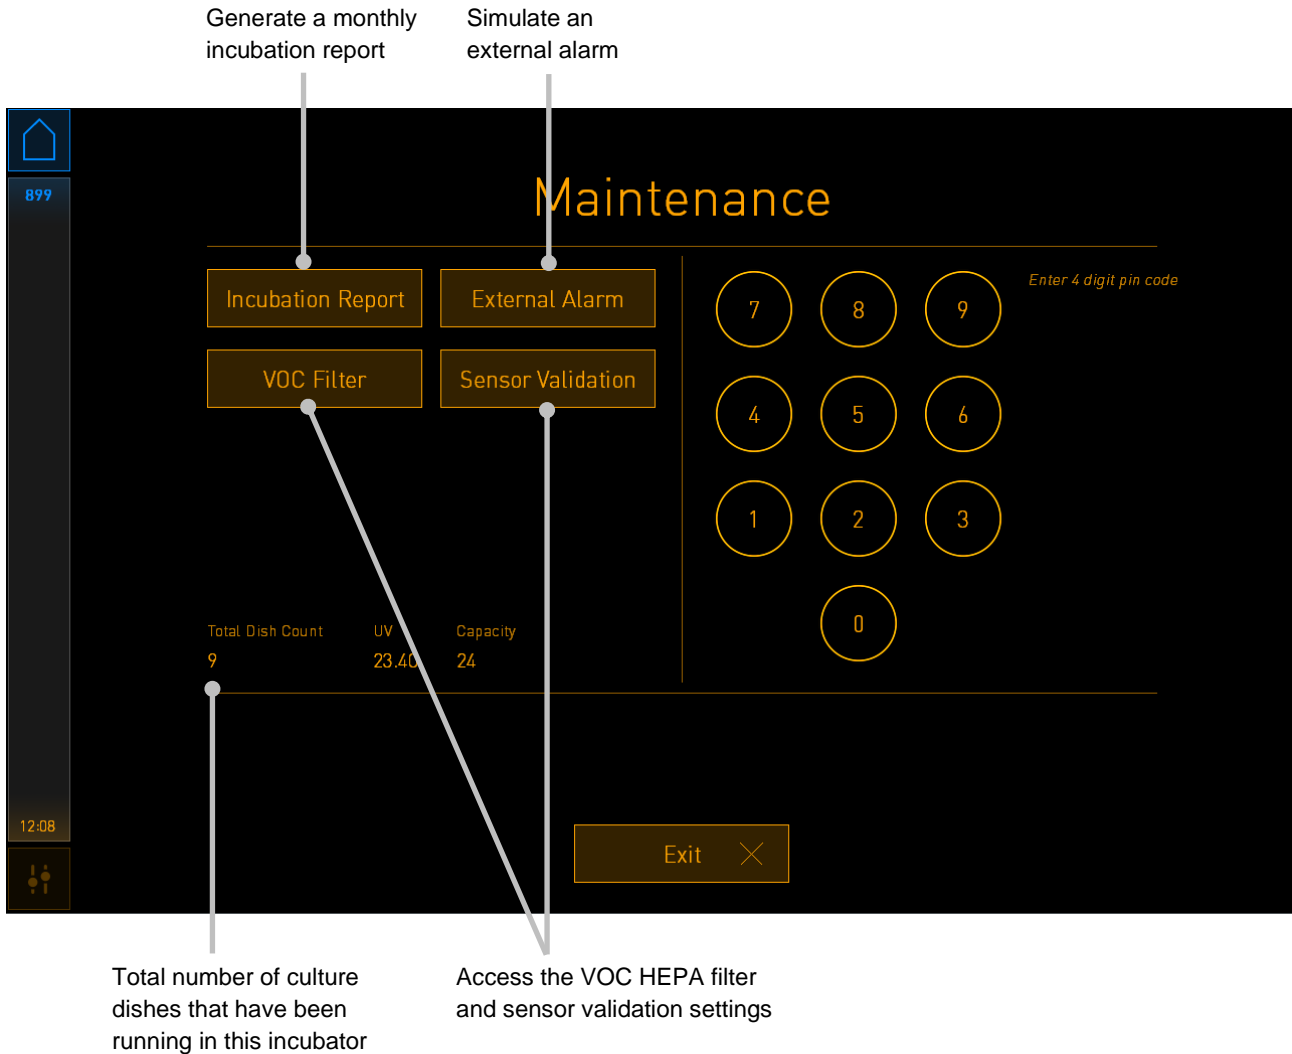 Generate a monthly
incubation report
Simulate an
external alarm
899
Maintenance
Incubation Report
External Alarm
VOC Filter
Sensor Validation
7
8
9
Enter 4 digit pin code
4
5
6
1
2
3
0
Total Dish Count
9
UV
23.40
Capacity
24
12:08
Exit
Total number of culture
dishes that have been
running in this incubator
Access the VOC HEPA filter
and sensor validation settings